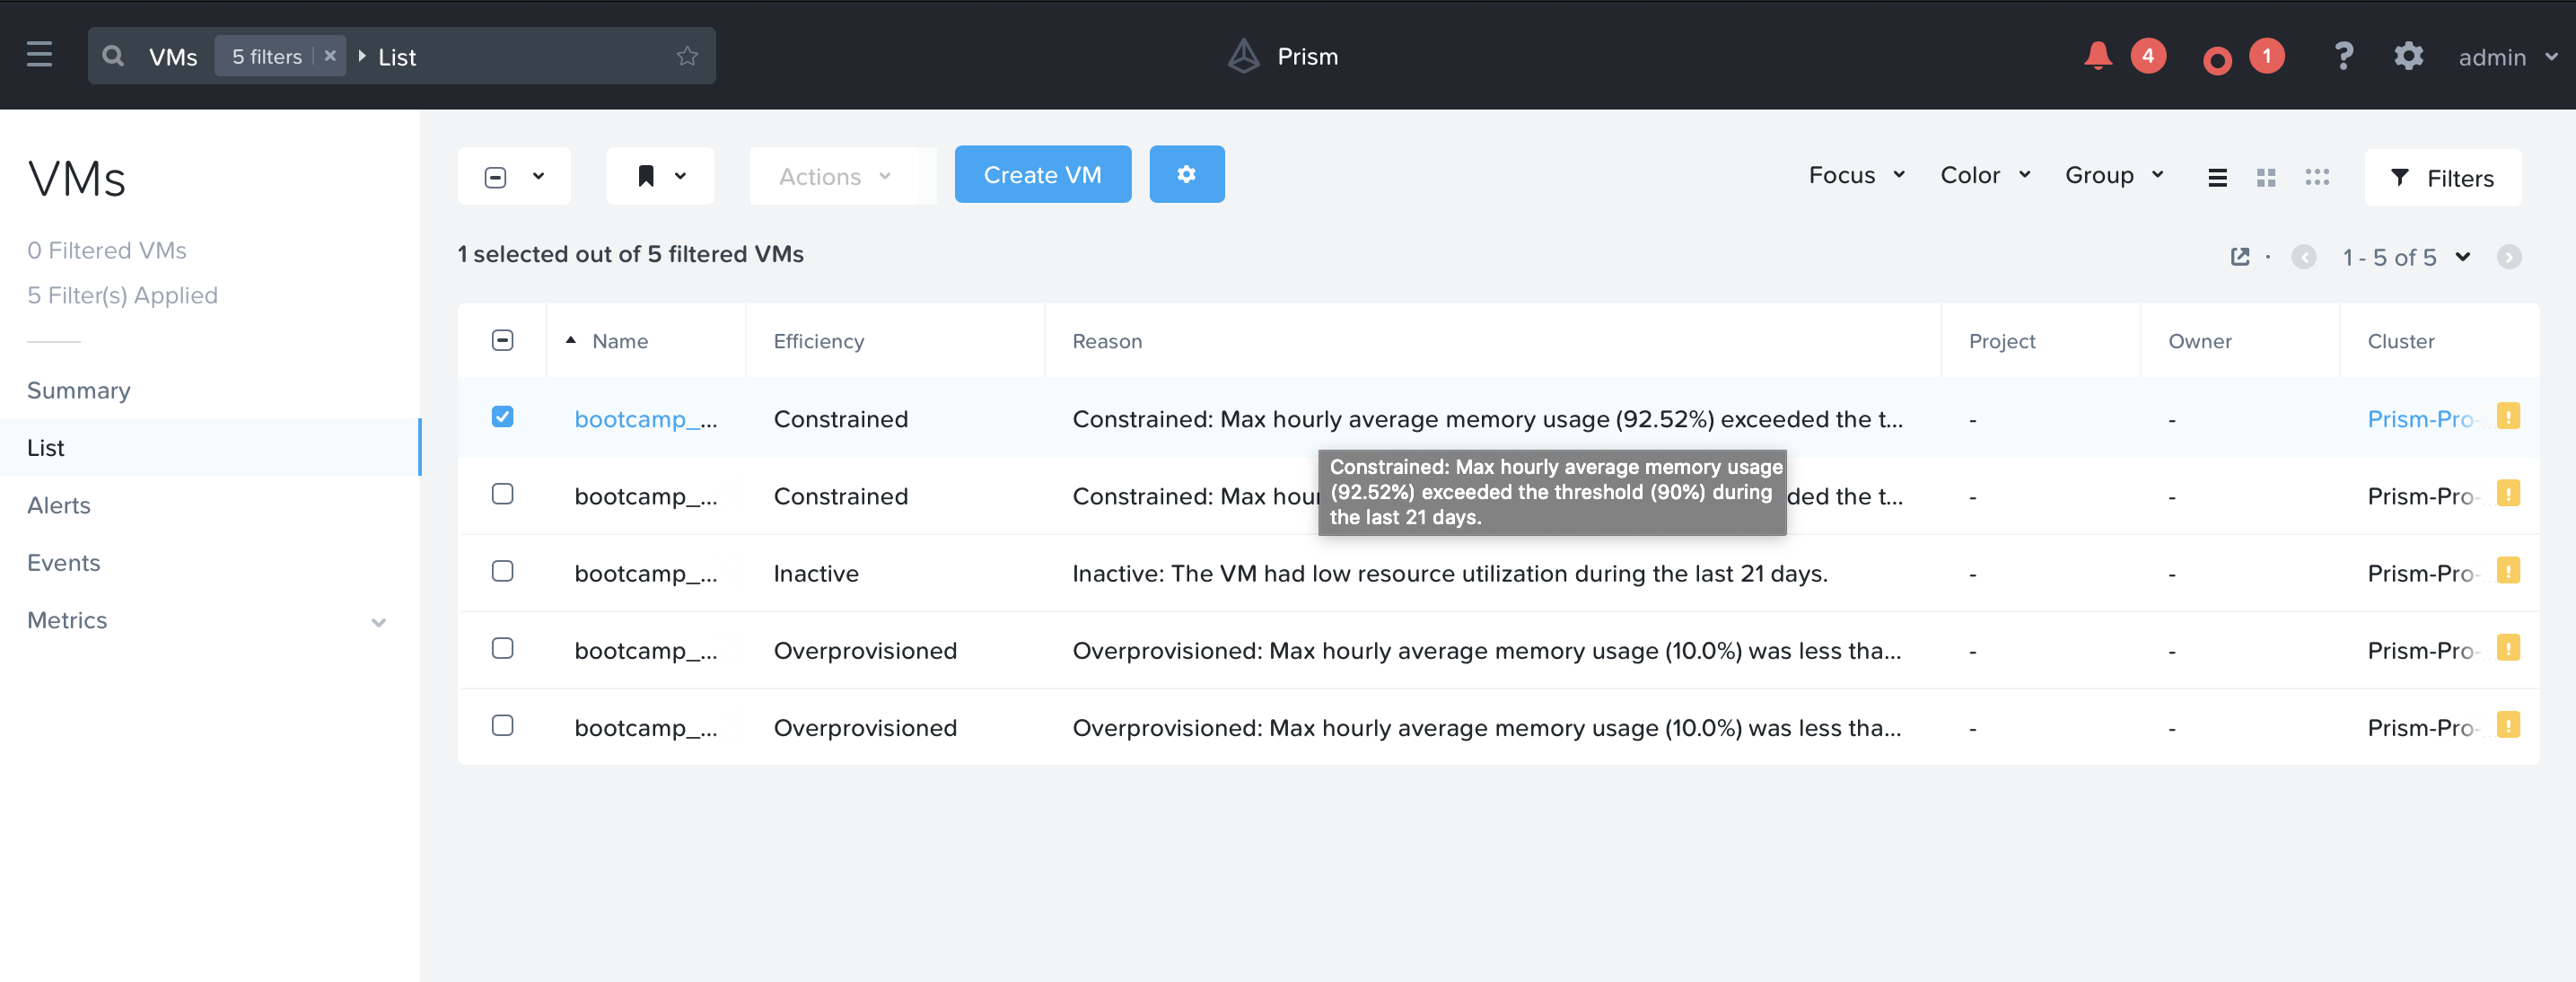 VMs 5 filters × List
Prism
4
1
?
admin
VMs
0 Filtered VMs
5 Filter(s) Applied
Summary
List
Alerts
Events
Metrics
Actions
Create VM
Focus
Color
Group
Filters
1 selected out of 5 filtered VMs
1 - 5 of 5
Name Efficiency Reason Project Owner Cluster
bootcamp_... Constrained Constrained: Max hourly average memory usage (92.52%) exceeded the t... - - Prism-Pro-
bootcamp_... Constrained Constrained: Max hou ded the t... - - Prism-Pro-
Constrained: Max hourly average memory usage
(92.52%) exceeded the threshold (90%) during
the last 21 days.
bootcamp_... Inactive Inactive: The VM had low resource utilization during the last 21 days. - - Prism-Pro-
bootcamp_... Overprovisioned Overprovisioned: Max hourly average memory usage (10.0%) was less tha... - - Prism-Pro-
bootcamp_... Overprovisioned Overprovisioned: Max hourly average memory usage (10.0%) was less tha... - - Prism-Pro-